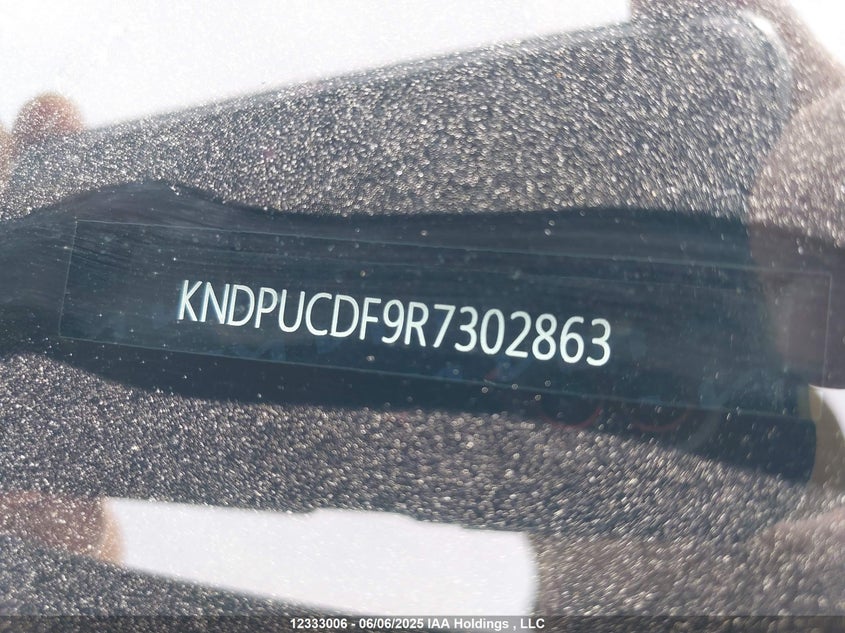 KNDPUCDF9R7302863
12333006 - 06/06/2025 IAA Holdings , LLC